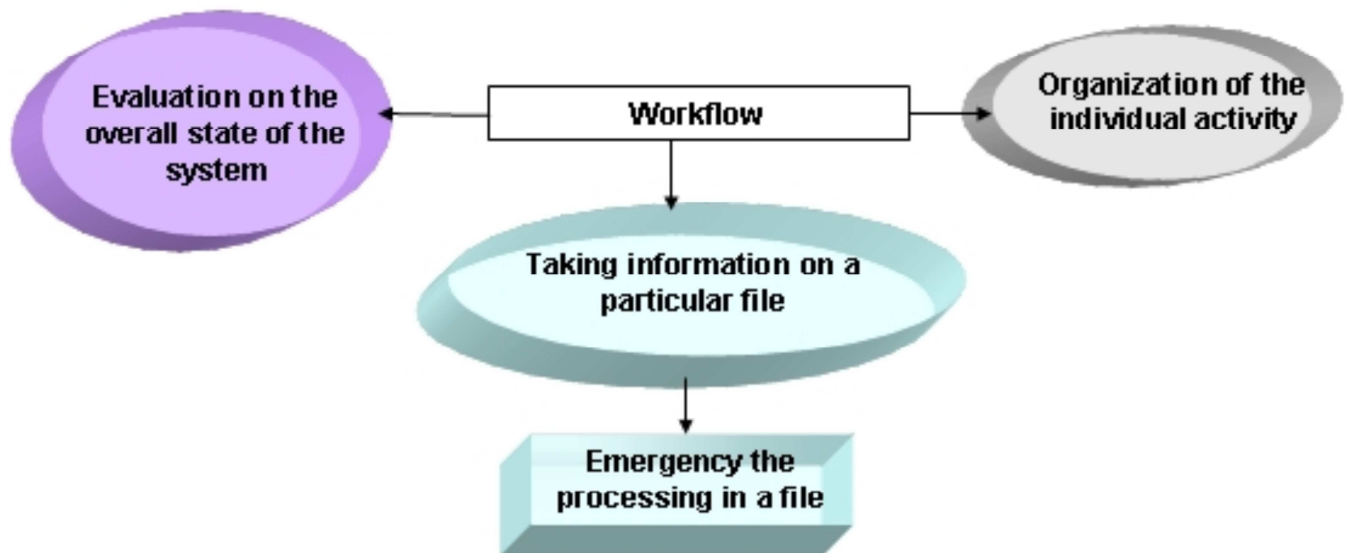 Evaluation on the
overall state of the
system
Workflow
Organization of the
individual activity
Taking information on a
particular file
Emergency the
processing in a file